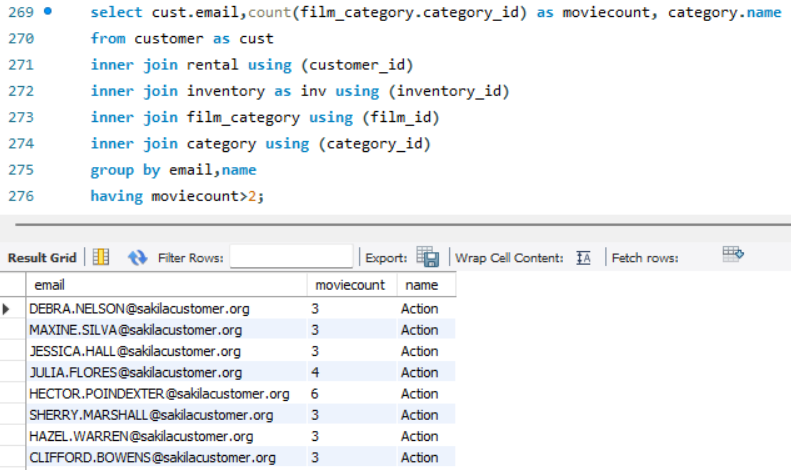 269 select cust.email,count(film_category.category_id) as moviecount, category.name
270 from customer as cust
271 inner join rental using (customer_id)
272 inner join inventory as inv using (inventory_id)
273 inner join film_category using (film_id)
274 inner join category using (category_id)
275 group by email,name
276 having moviecount>2;
Result Grid Filter Rows: Export: Wrap Cell Content: IA Fetch rows:
email moviecount name
DEBRA.NELSON@sakilacustomer.org 3 Action
MAXINE.SILVA@sakilacustomer.org 3 Action
JESSICA.HALL@sakilacustomer.org 3 Action
JULIA.FLORES@sakilacustomer.org 4 Action
HECTOR.POINDEXTER@sakilacustomer.org 6 Action
SHERRY.MARSHALL@sakilacustomer.org 3 Action
HAZEL.WARREN@sakilacustomer.org 3 Action
CLIFFORD.BOWENS@sakilacustomer.org 3 Action